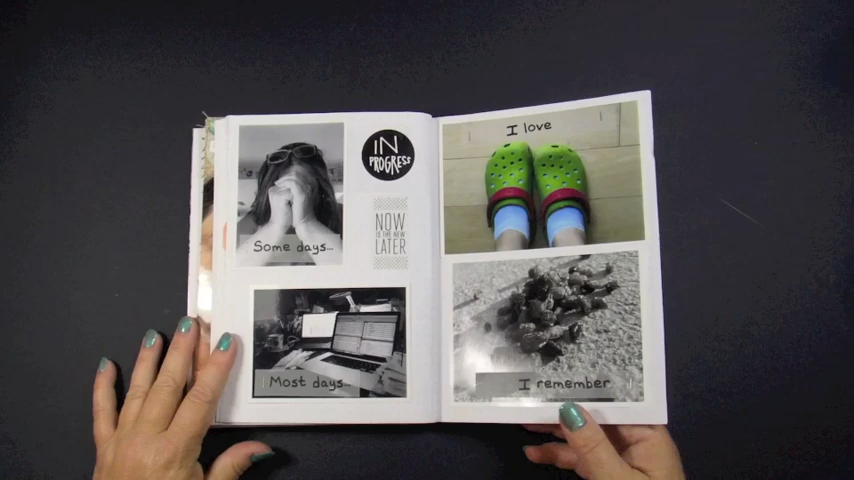 Some days...
IN
PROGRESS
NOW
IS THE NEW
LATER
Most days...
I love
I remember